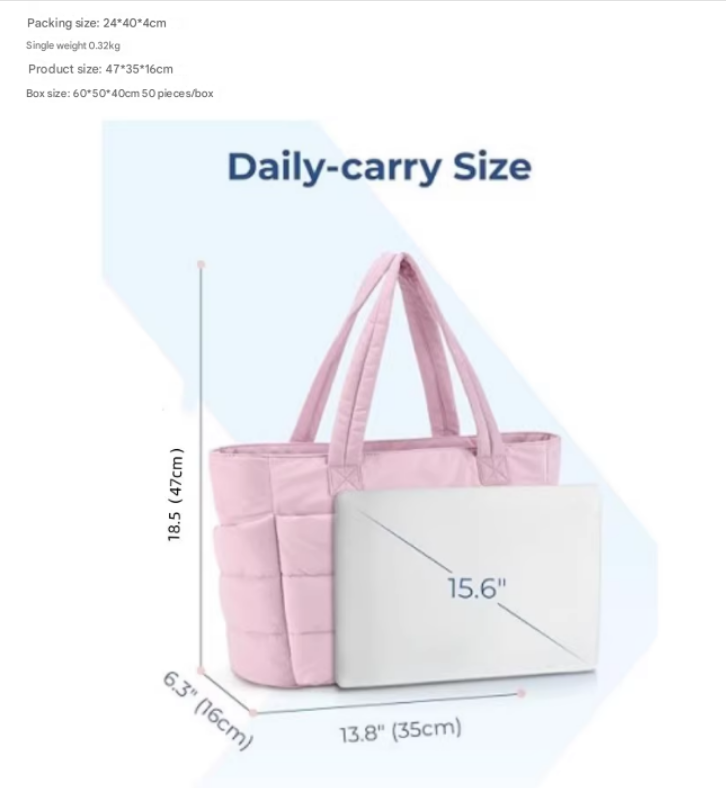 Packing size: 24*40*4cm
Single weight 0.32kg
Product size: 47*35*16cm
Box size: 60*50*40cm 50 pieces/box
Daily-carry Size
18.5 (47cm)
15.6"
6.3" (16cm)
13.8" (35cm)